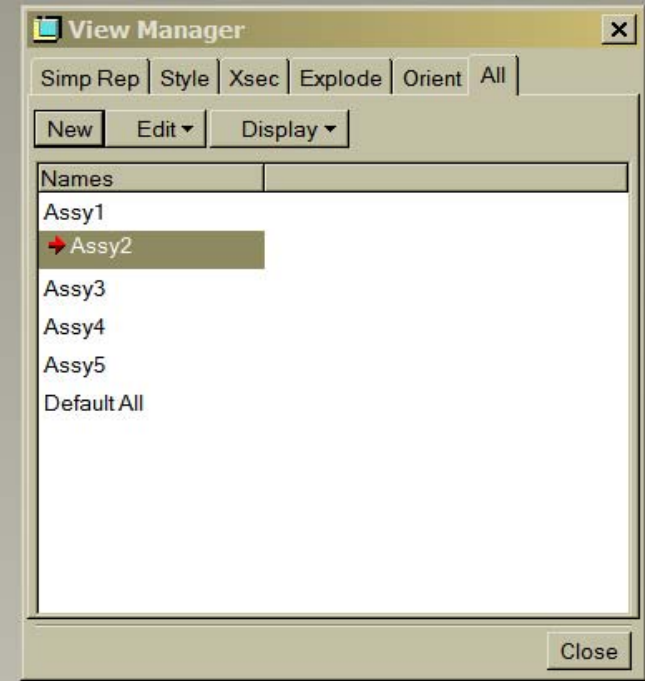 View Manager
Simp Rep Style Xsec Explode Orient All
New Edit Display
Names
Assy1
Assy2
Assy3
Assy4
Assy5
Default All
Close